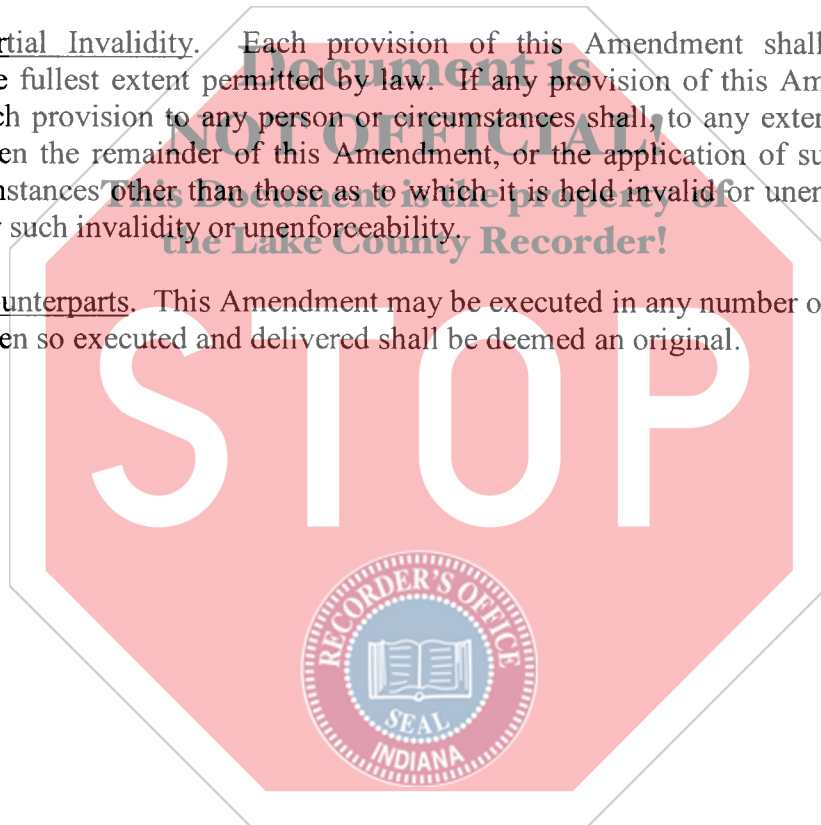 rtial Invalidity. Each provision of this Amendment shall
e fullest extent permitted by law. If any provision of this Am
ch provision to any person or circumstances shall, to any exten
en the remainder of this Amendment, or the application of su
nstances other than those as to which it is held invalid or unen
such invalidity or unenforceability.
unterparts. This Amendment may be executed in any number o
en so executed and delivered shall be deemed an original.
Document is
NOT OFFICIAL!
This Document is the property of
the Lake County Recorder!
STOP
RECORDER'S OFFICE
SEAL
INDIANA